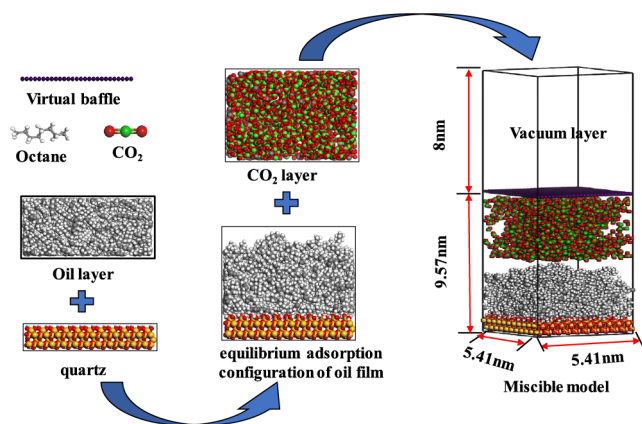 Virtual baffle
Octane
CO2
Oil layer
quartz
CO2 layer
equilibrium adsorption
configuration of oil film
8nm
Vacuum layer
9.57nm
5.41nm
5.41nm
Miscible model